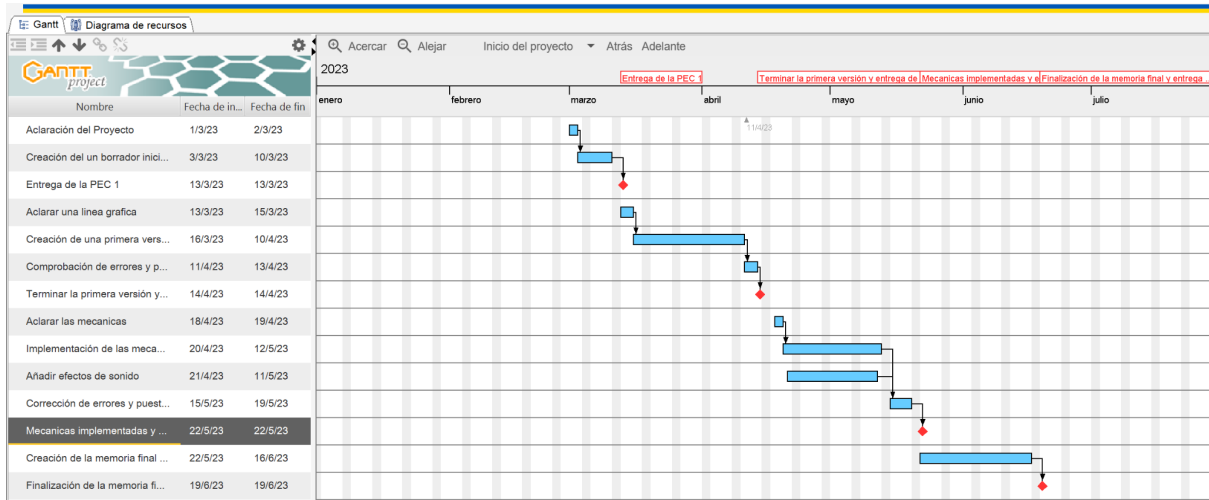 Gantt Diagrama de recursos
Acercar Alejar Inicio del proyecto Atrás Adelante
GANTT project
2023
Entrega de la PEC 1 Terminar la primera versión y entrega de Mecanicas implementadas y e Finalización de la memoria final y entrega ...
Nombre Fecha de in... Fecha de fin
enero febrero marzo abril mayo junio julio
Aclaración del Proyecto 1/3/23 2/3/23
11/4/23
Creación del un borrador inici... 3/3/23 10/3/23
Entrega de la PEC 1 13/3/23 13/3/23
Aclarar una linea grafica 13/3/23 15/3/23
Creación de una primera vers... 16/3/23 10/4/23
Comprobación de errores y p... 11/4/23 13/4/23
Terminar la primera versión y... 14/4/23 14/4/23
Aclarar las mecanicas 18/4/23 19/4/23
Implementación de las meca... 20/4/23 12/5/23
Añadir efectos de sonido 21/4/23 11/5/23
Corrección de errores y puest... 15/5/23 19/5/23
Mecanicas implementadas y ... 22/5/23 22/5/23
Creación de la memoria final ... 22/5/23 16/6/23
Finalización de la memoria fi... 19/6/23 19/6/23